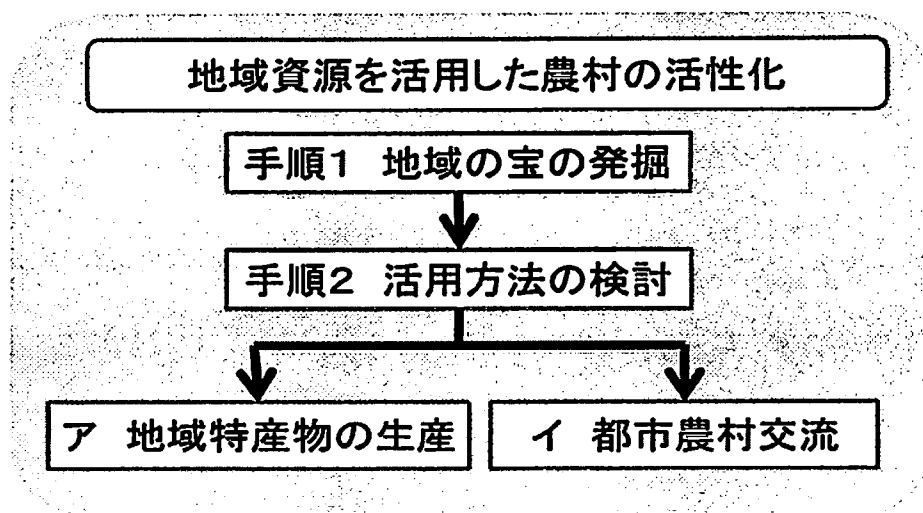 地域資源を活用した農村の活性化
手順1 地域の宝の発掘
手順2 活用方法の検討
ア 地域特産物の生産
イ 都市農村交流